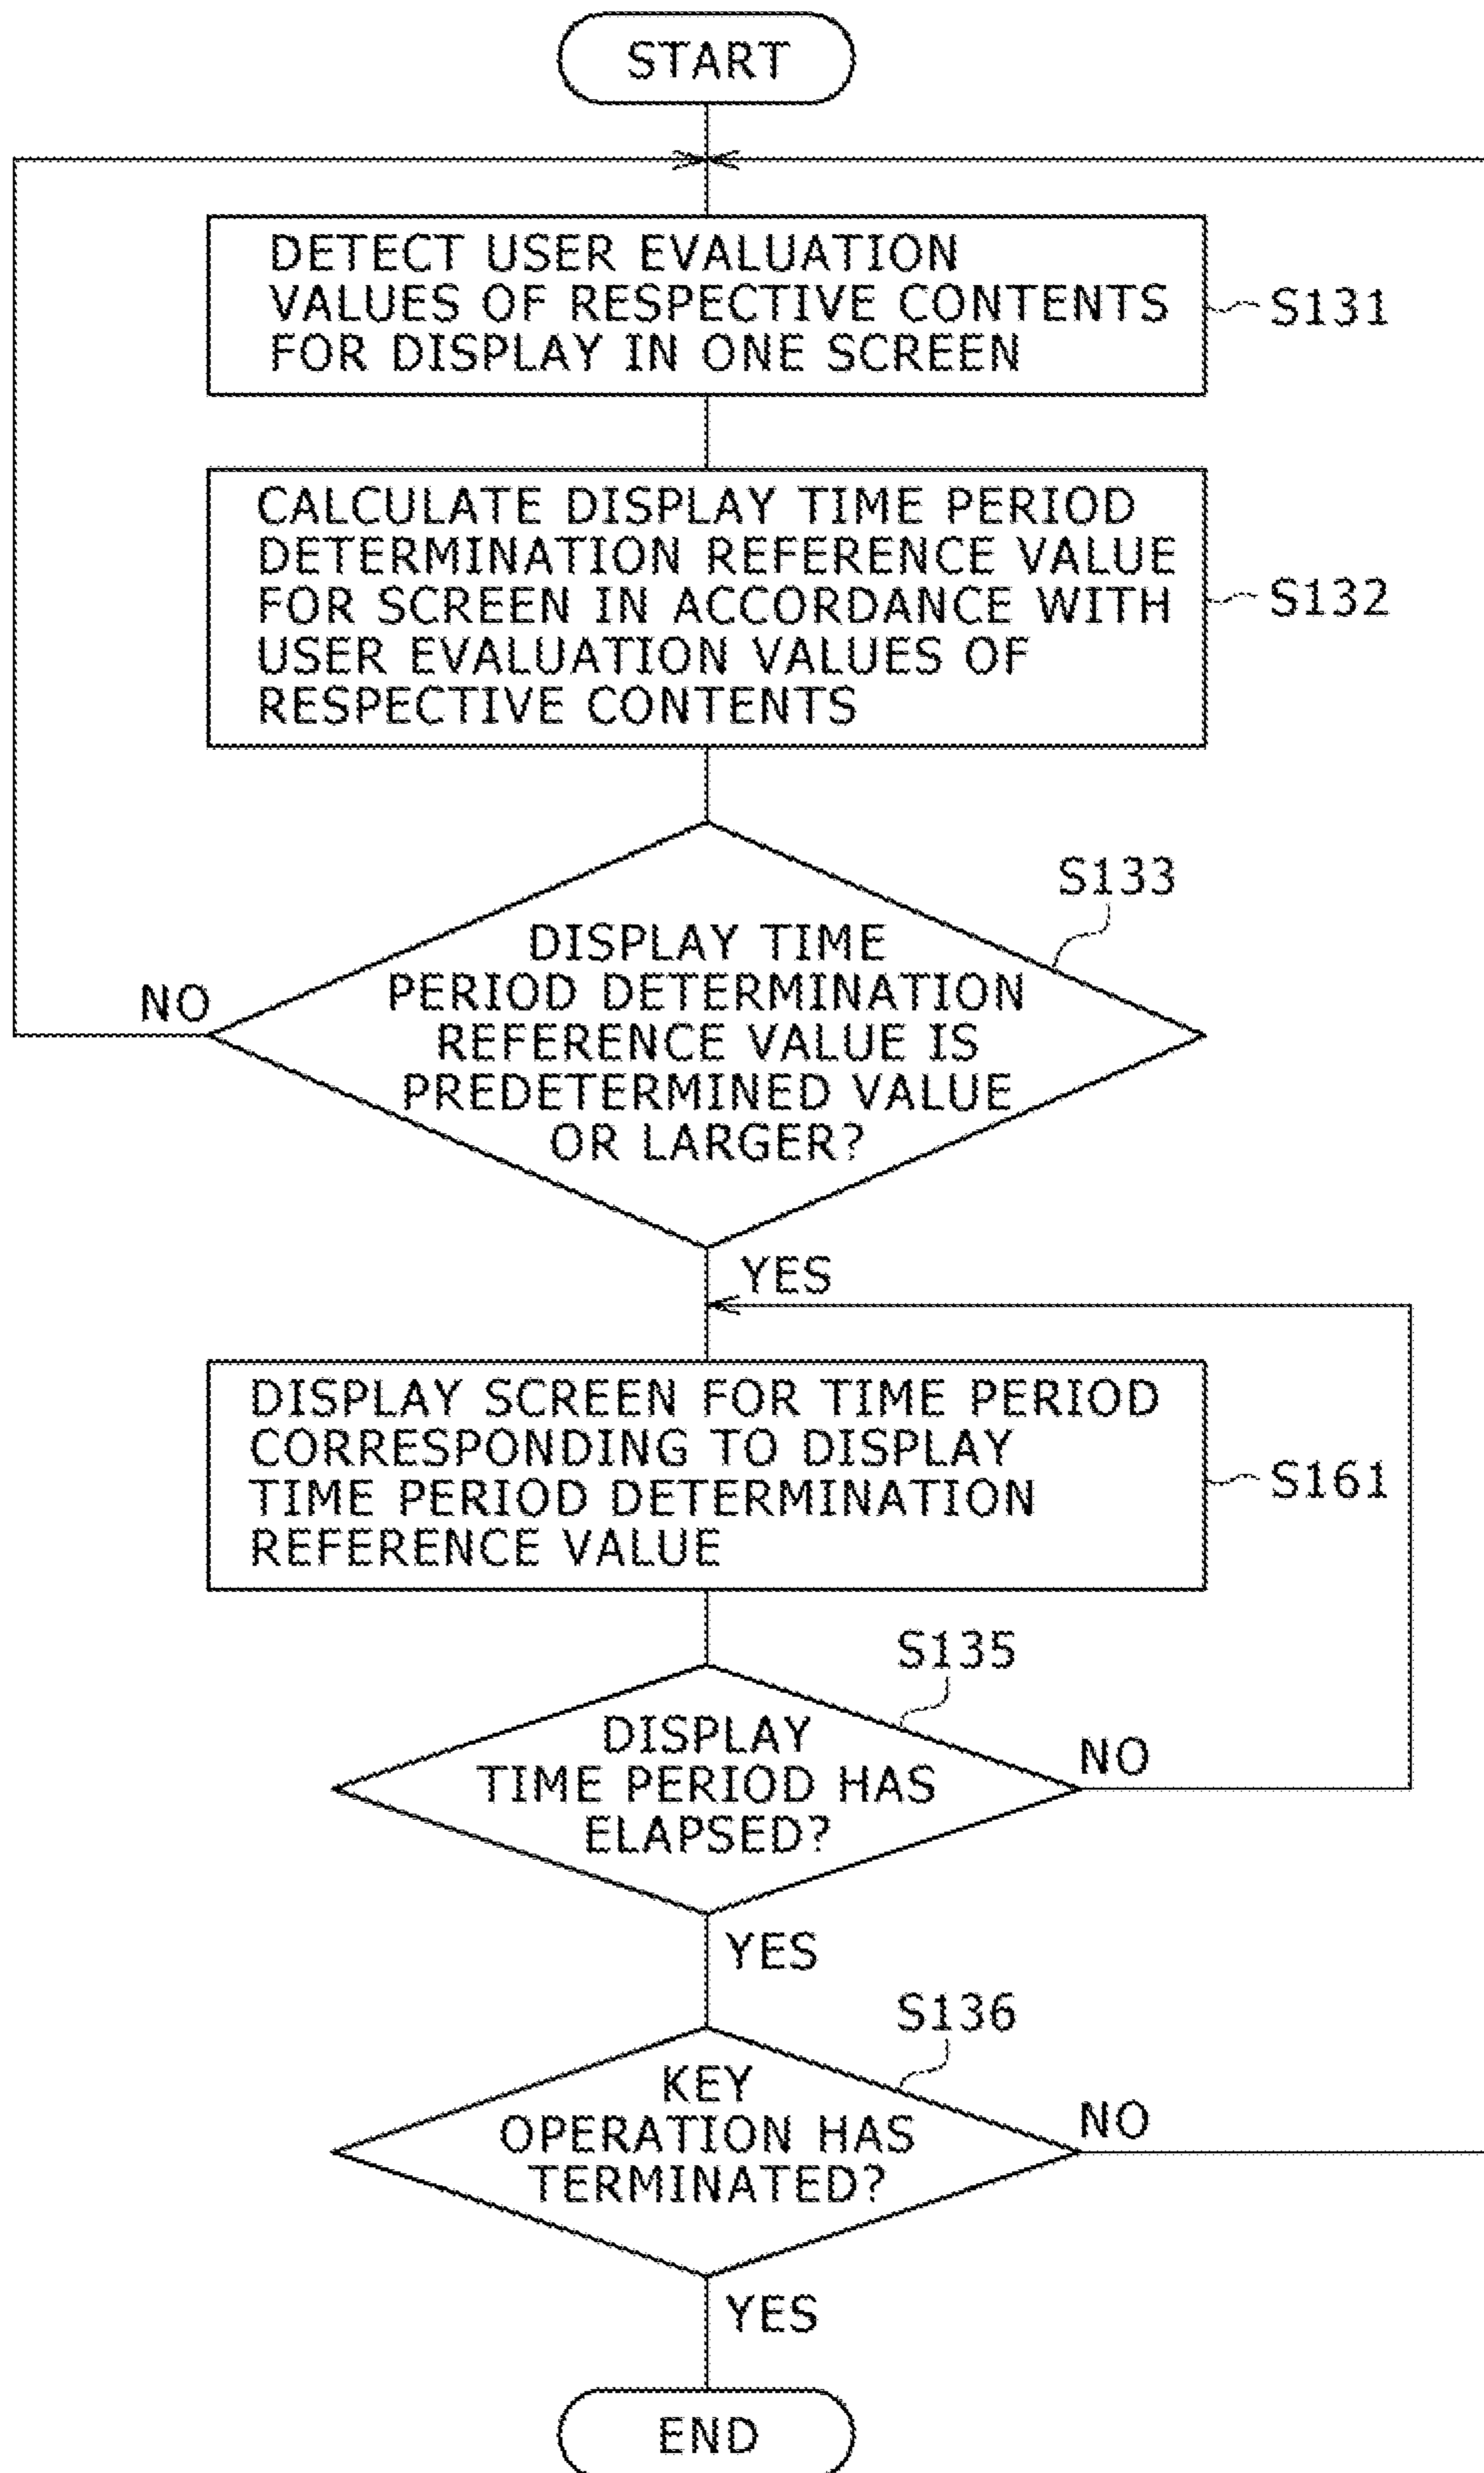 START
DETECT USER EVALUATION
VALUES OF RESPECTIVE CONTENTS
FOR DISPLAY IN ONE SCREEN
S131
CALCULATE DISPLAY TIME PERIOD
DETERMINATION REFERENCE VALUE
FOR SCREEN IN ACCORDANCE WITH
USER EVALUATION VALUES OF
RESPECTIVE CONTENTS
S132
S133
DISPLAY TIME
PERIOD DETERMINATION
REFERENCE VALUE IS
PREDETERMINED VALUE
OR LARGER?
NO
YES
DISPLAY SCREEN FOR TIME PERIOD
CORRESPONDING TO DISPLAY
TIME PERIOD DETERMINATION
REFERENCE VALUE
S161
S135
DISPLAY
TIME PERIOD HAS
ELAPSED?
NO
YES
S136
KEY
OPERATION HAS
TERMINATED?
NO
YES
END